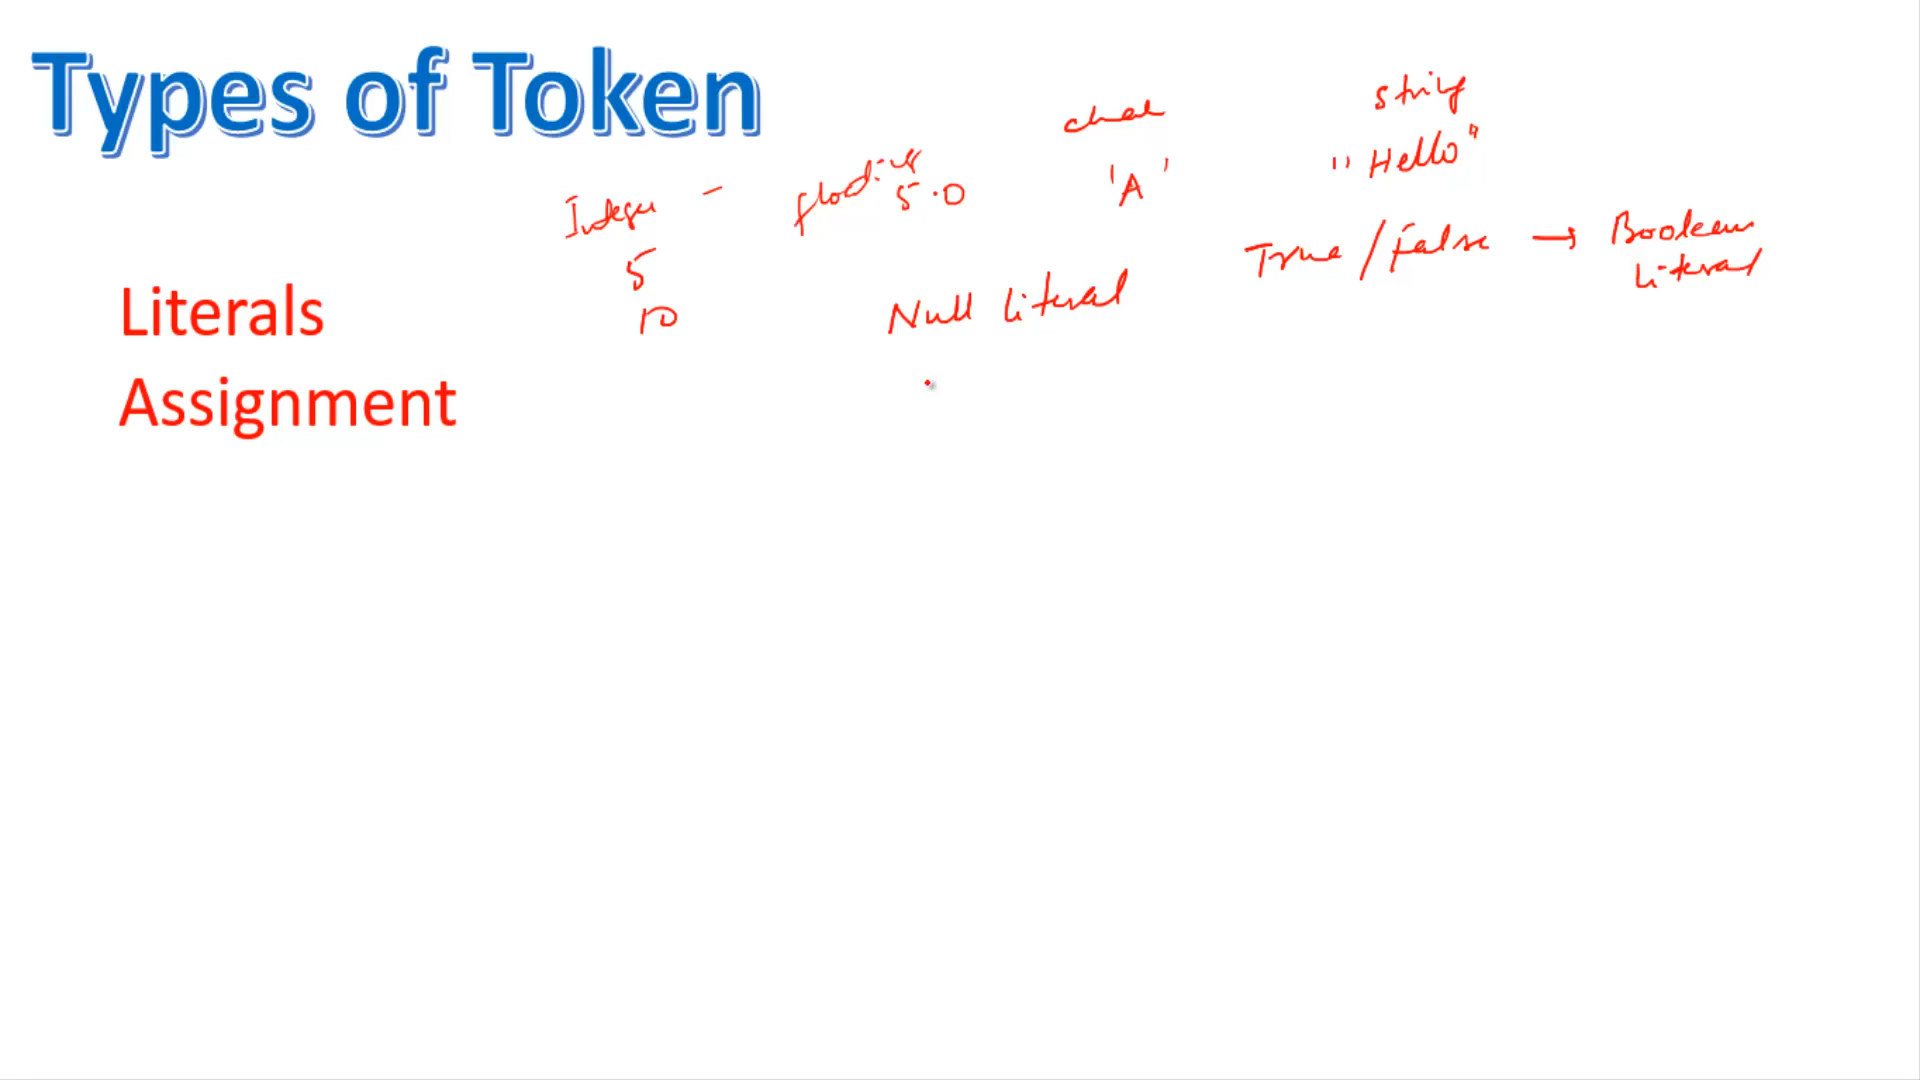 Types of Token
char
string
Integer - floating
5.0
'A'
"Hello"
5
10
True / False → Boolean
Literal
Null Literal
Literals
Assignment